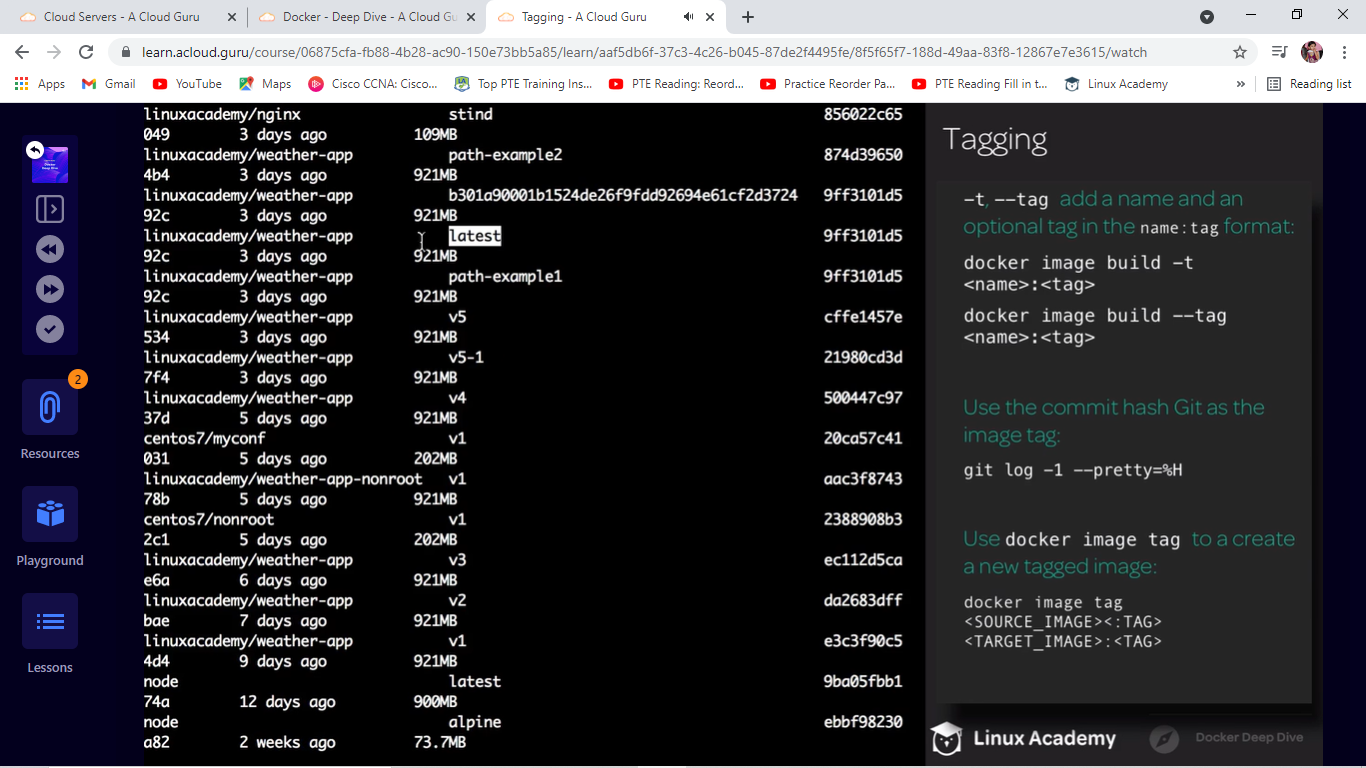 Cloud Servers - A Cloud Guru
Docker - Deep Dive - A Cloud Gu
Tagging - A Cloud Guru
learn.acloud.guru/course/06875cfa-fb88-4b28-ac90-150e73bb5a85/learn/aaf5db6f-37c3-4c26-b045-87de2f4495fe/8f5f65f7-188d-49aa-83f8-12867e7e3615/watch
Apps Gmail YouTube Maps Cisco CCNA: Cisco... Top PTE Training Ins... PTE Reading: Reord... Practice Reorder Pa... PTE Reading Fill in t... Linux Academy » Reading list
linuxacademy/nginx stind 856022c65
049 3 days ago 109MB
linuxacademy/weather-app path-example2 874d39650
4b4 3 days ago 921MB
linuxacademy/weather-app b301a90001b1524de26f9fdd92694e61cf2d3724 9ff3101d5
92c 3 days ago 921MB
linuxacademy/weather-app latest 9ff3101d5
92c 3 days ago 921MB
linuxacademy/weather-app path-example1 9ff3101d5
92c 3 days ago 921MB
linuxacademy/weather-app v5 cffe1457e
534 3 days ago 921MB
linuxacademy/weather-app v5-1 21980cd3d
7f4 3 days ago 921MB
linuxacademy/weather-app v4 500447c97
37d 5 days ago 921MB
centos7/myconf v1 20ca57c41
031 5 days ago 202MB
linuxacademy/weather-app-nonroot v1 aac3f8743
78b 5 days ago 921MB
centos7/nonroot v1 2388908b3
2c1 5 days ago 202MB
linuxacademy/weather-app v3 ec112d5ca
e6a 6 days ago 921MB
linuxacademy/weather-app v2 da2683dff
bae 7 days ago 921MB
linuxacademy/weather-app v1 e3c3f90c5
4d4 9 days ago 921MB
node latest 9ba05fbb1
74a 12 days ago 900MB
node alpine ebbf98230
a82 2 weeks ago 73.7MB
Docker
Deep Dive
2
Resources
Playground
Lessons
Tagging
-t, --tag add a name and an
optional tag in the name:tag format:
docker image build -t
<name>:<tag>
docker image build --tag
<name>:<tag>
Use the commit hash Git as the
image tag:
git log -1 --pretty=%H
Use docker image tag to a create
a new tagged image:
docker image tag
<SOURCE_IMAGE><:TAG>
<TARGET_IMAGE>:<TAG>
Linux Academy
Docker Deep Dive